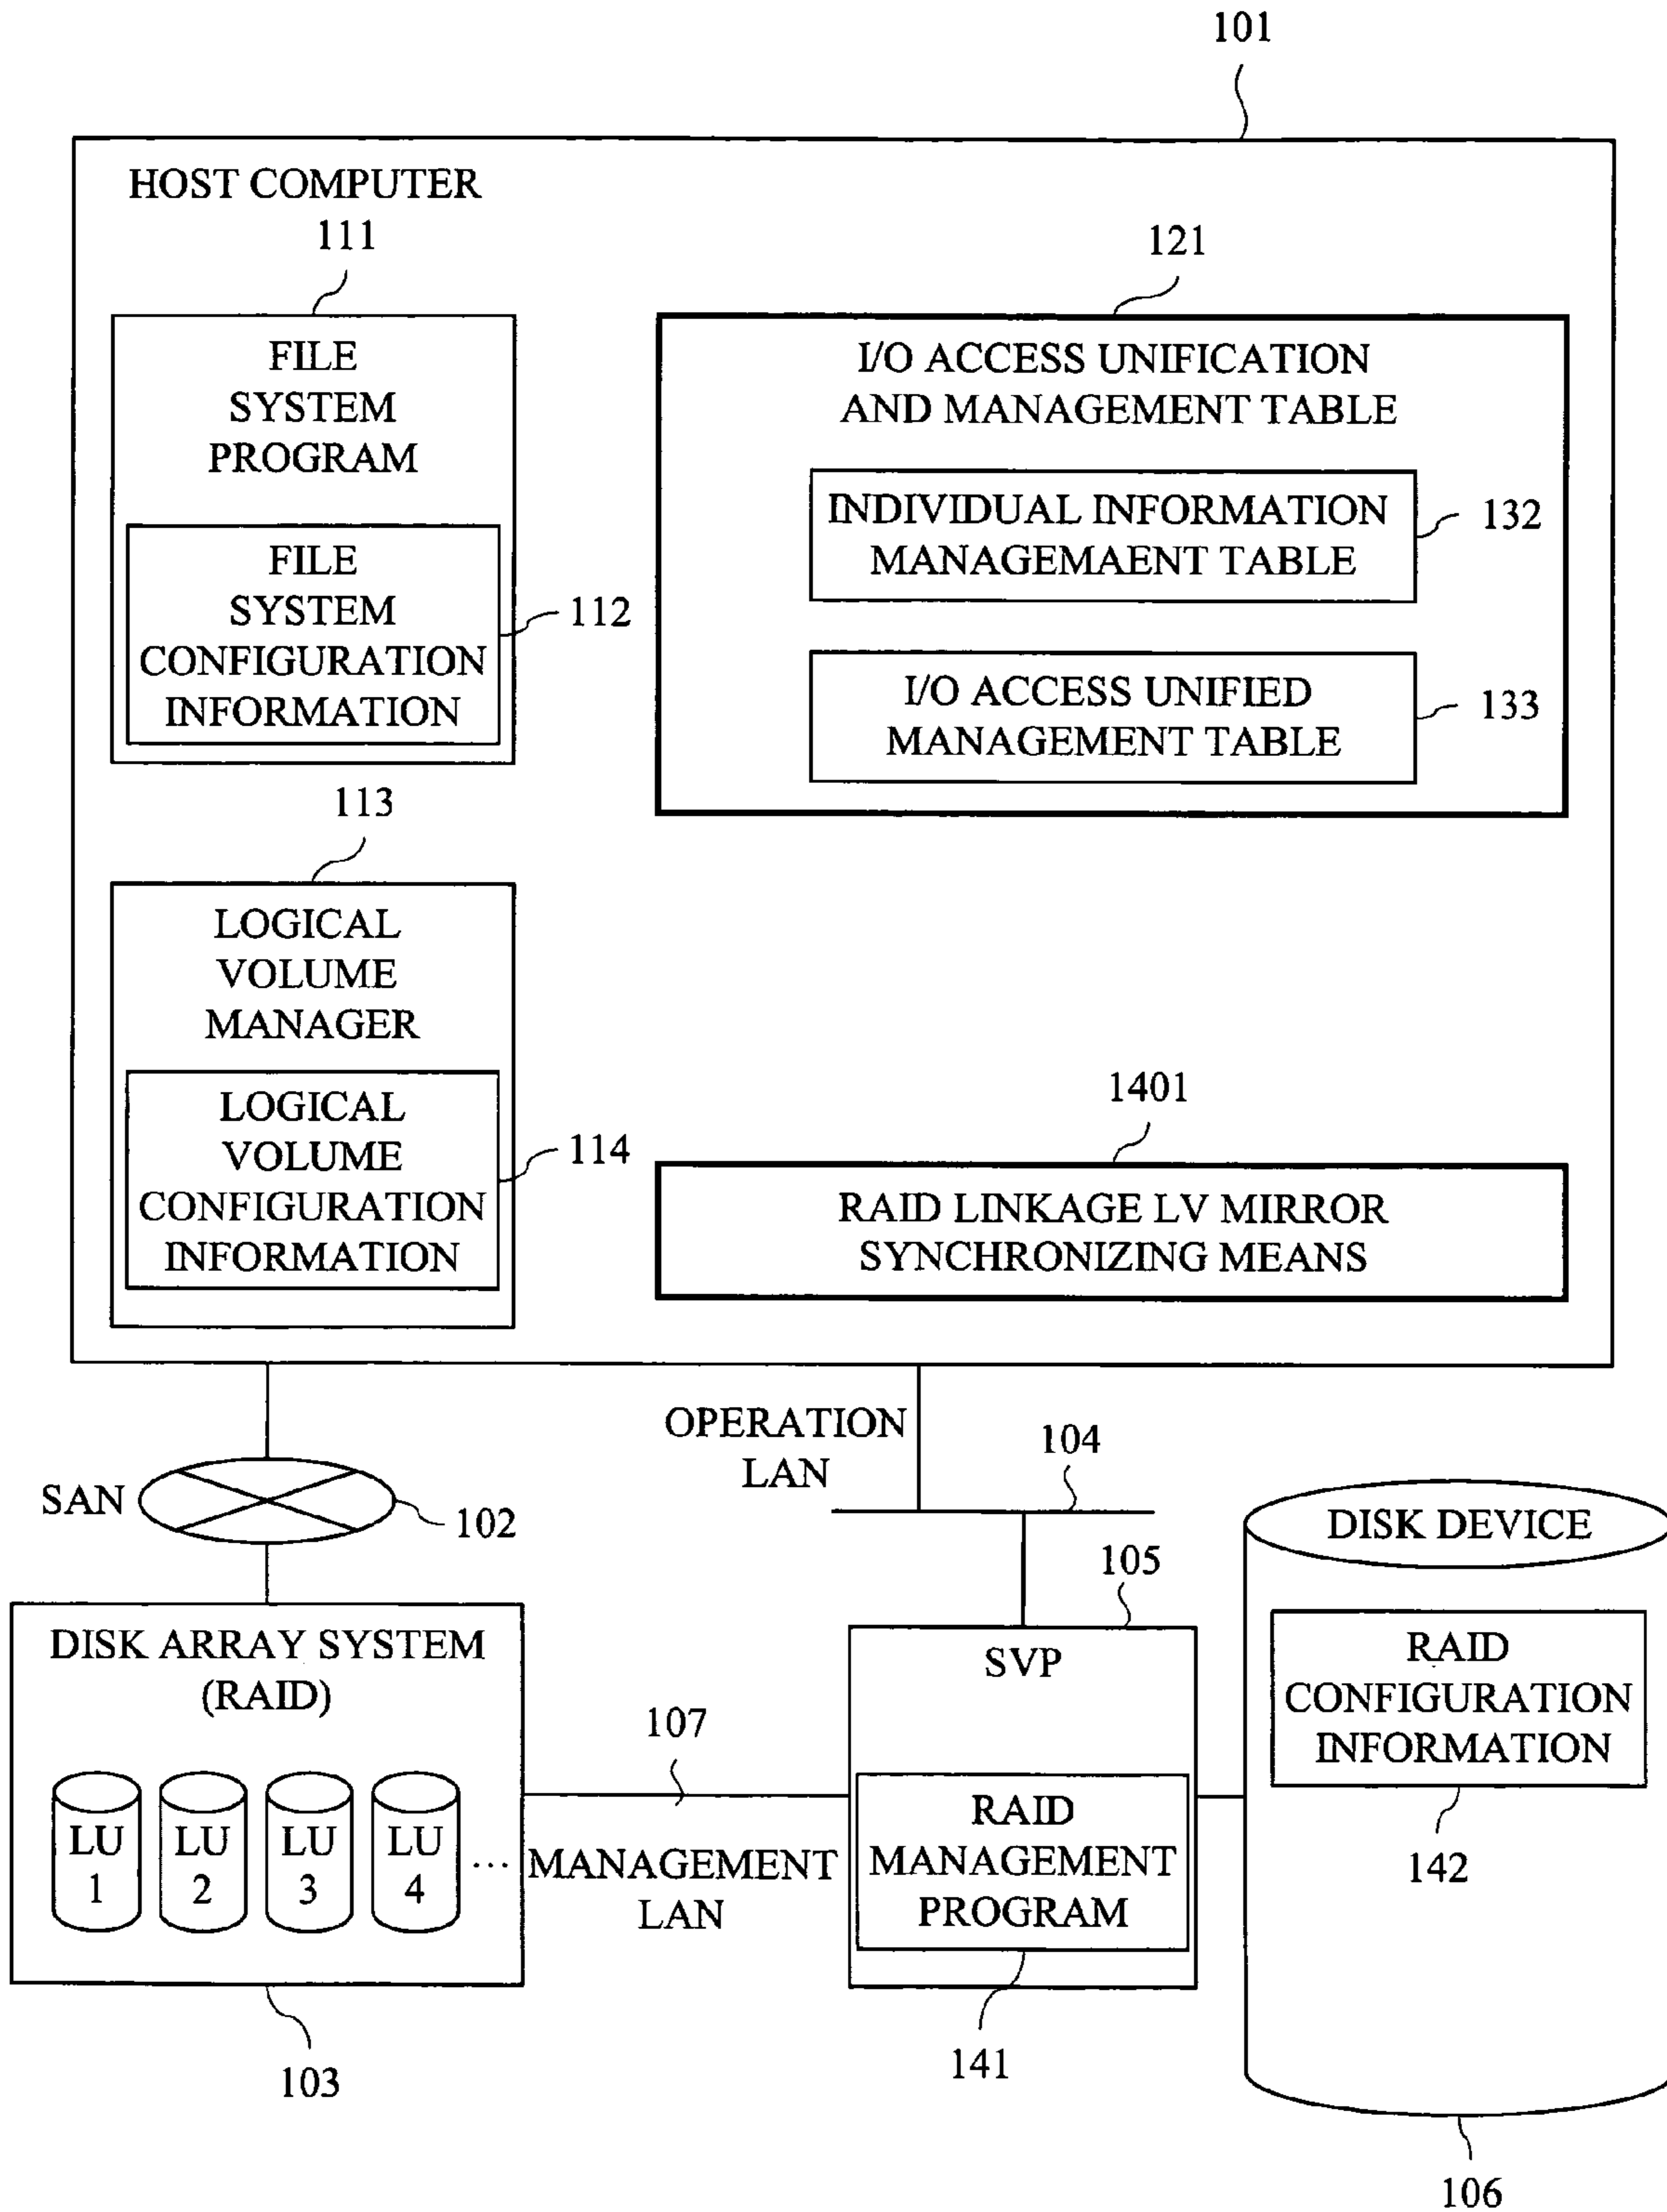 101
HOST COMPUTER
111
FILE
SYSTEM
PROGRAM
FILE
SYSTEM
CONFIGURATION
INFORMATION
112
121
I/O ACCESS UNIFICATION
AND MANAGEMENT TABLE
INDIVIDUAL INFORMATION
MANAGEMAENT TABLE
132
I/O ACCESS UNIFIED
MANAGEMENT TABLE
133
113
LOGICAL
VOLUME
MANAGER
LOGICAL
VOLUME
CONFIGURATION
INFORMATION
114
1401
RAID LINKAGE LV MIRROR
SYNCHRONIZING MEANS
SAN
102
OPERATION
LAN
104
DISK ARRAY SYSTEM
(RAID)
LU
1
LU
2
LU
3
LU
4
...
103
107
MANAGEMENT
LAN
105
SVP
RAID
MANAGEMENT
PROGRAM
141
DISK DEVICE
RAID
CONFIGURATION
INFORMATION
142
106